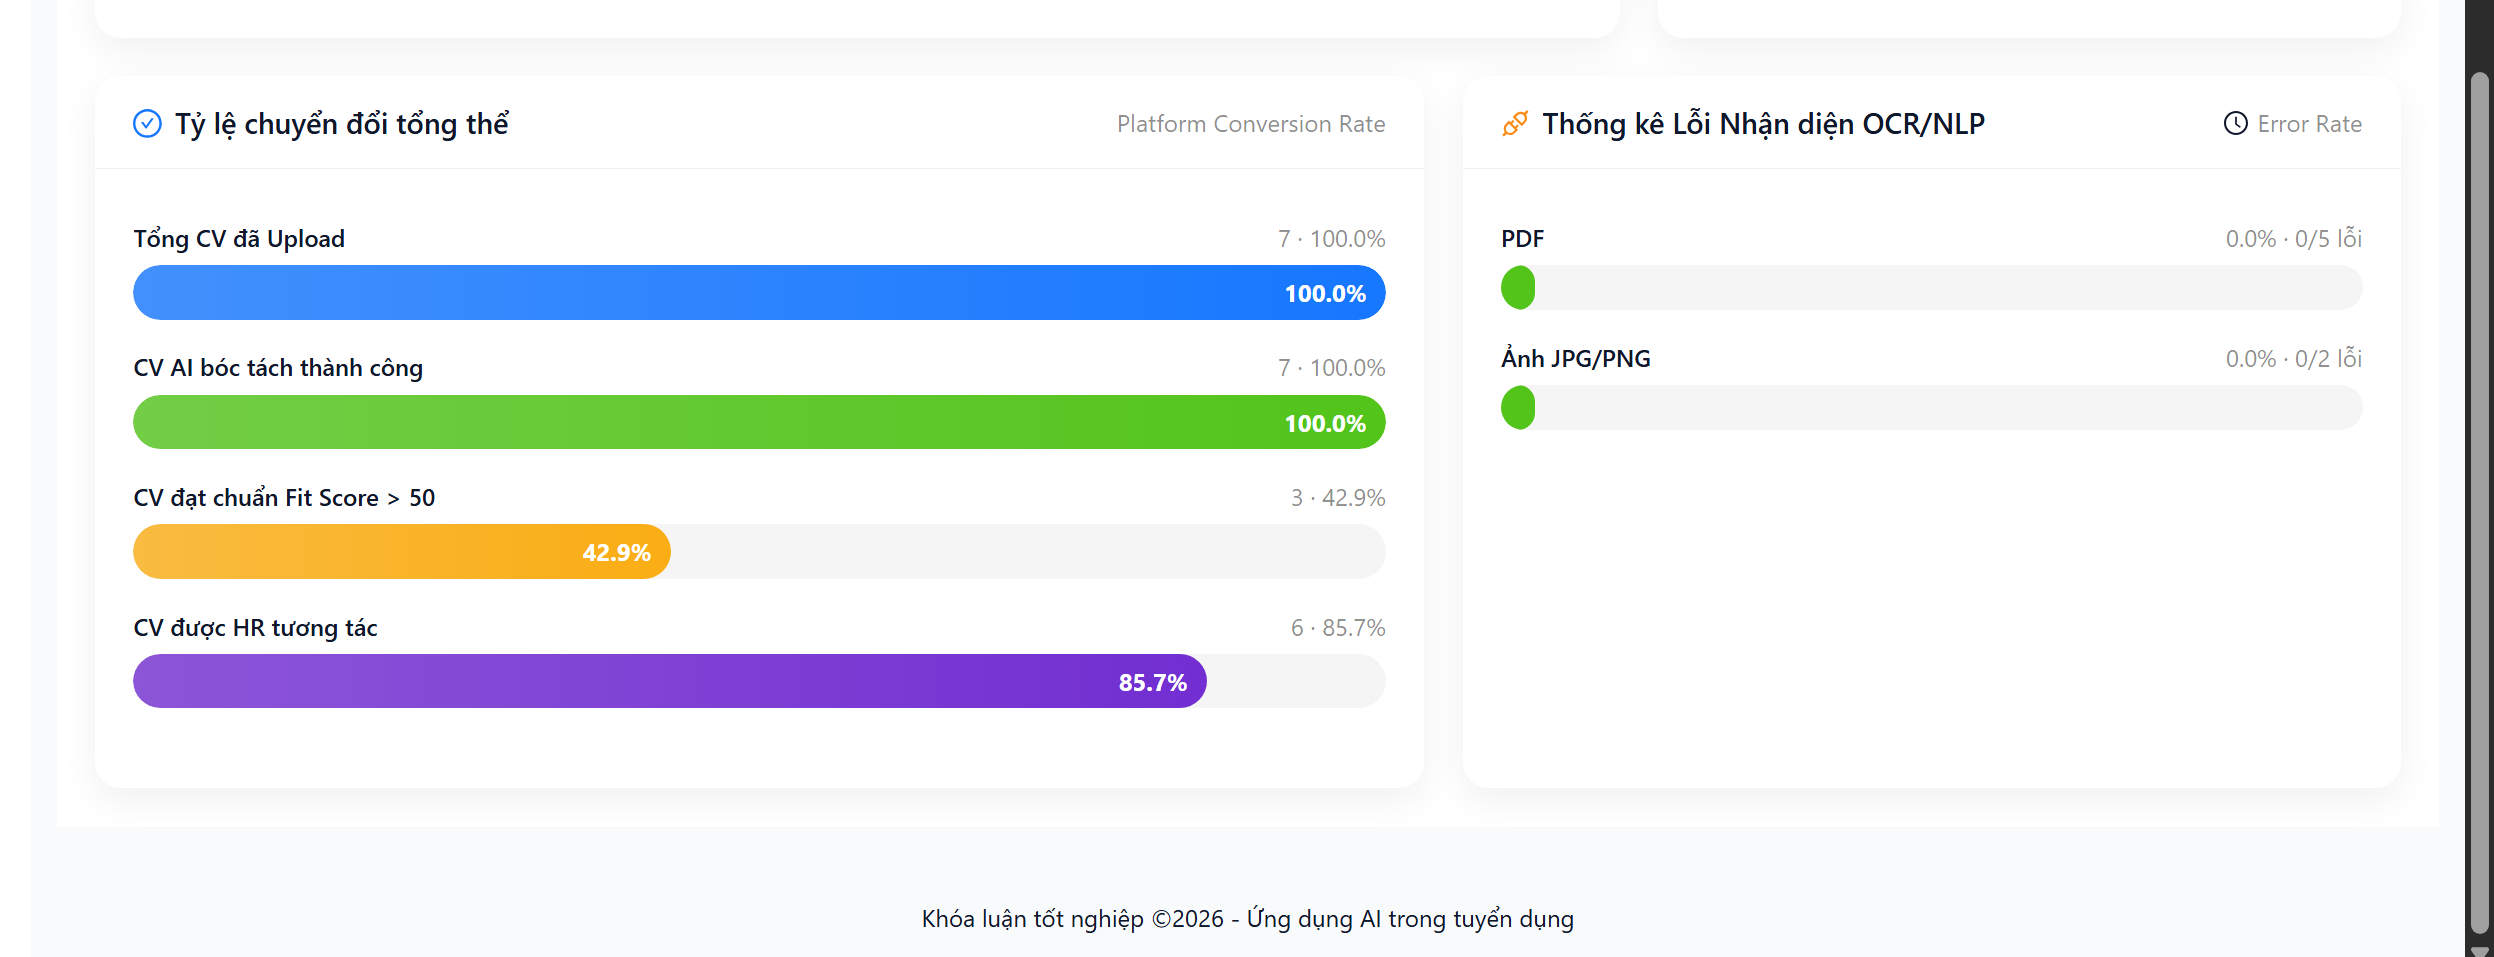 Tỷ lệ chuyển đổi tổng thể
Platform Conversion Rate
Tổng CV đã Upload
7 · 100.0%
100.0%
CV AI bóc tách thành công
7 · 100.0%
100.0%
CV đạt chuẩn Fit Score > 50
3 · 42.9%
42.9%
CV được HR tương tác
6 · 85.7%
85.7%
Thống kê Lỗi Nhận diện OCR/NLP
Error Rate
PDF
0.0% · 0/5 lỗi
Ảnh JPG/PNG
0.0% · 0/2 lỗi
Khóa luận tốt nghiệp ©2026 - Ứng dụng AI trong tuyển dụng